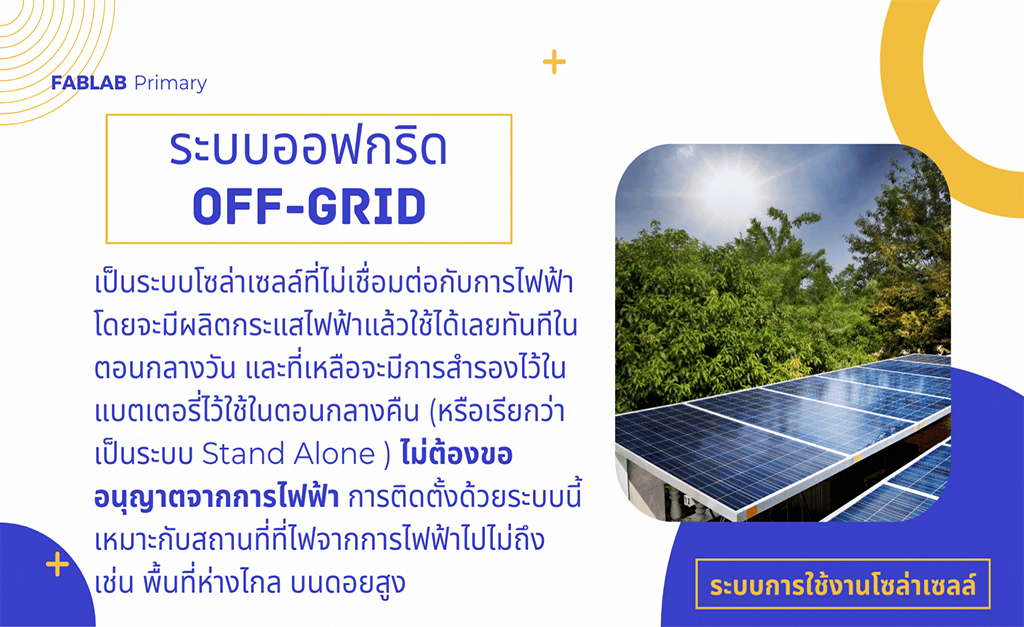 FABLAB Primary
ระบบออฟกริด
OFF-GRID
เป็นระบบโซล่าเซลล์ที่ไม่เชื่อมต่อกับการไฟฟ้า
โดยจะมีผลิตกระแสไฟฟ้าแล้วใช้ได้เลยทันทีใน
ตอนกลางวัน และที่เหลือจะมีการสำรองไว้ใน
แบตเตอรี่ไว้ใช้ในตอนกลางคืน (หรือเรียกว่า
เป็นระบบ Stand Alone ) ไม่ต้องขอ
อนุญาตจากการไฟฟ้า การติดตั้งด้วยระบบนี้
เหมาะกับสถานที่ที่ไฟจากการไฟฟ้าไปไม่ถึง
เช่น พื้นที่ห่างไกล บนดอยสูง
ระบบการใช้งานโซล่าเซลล์